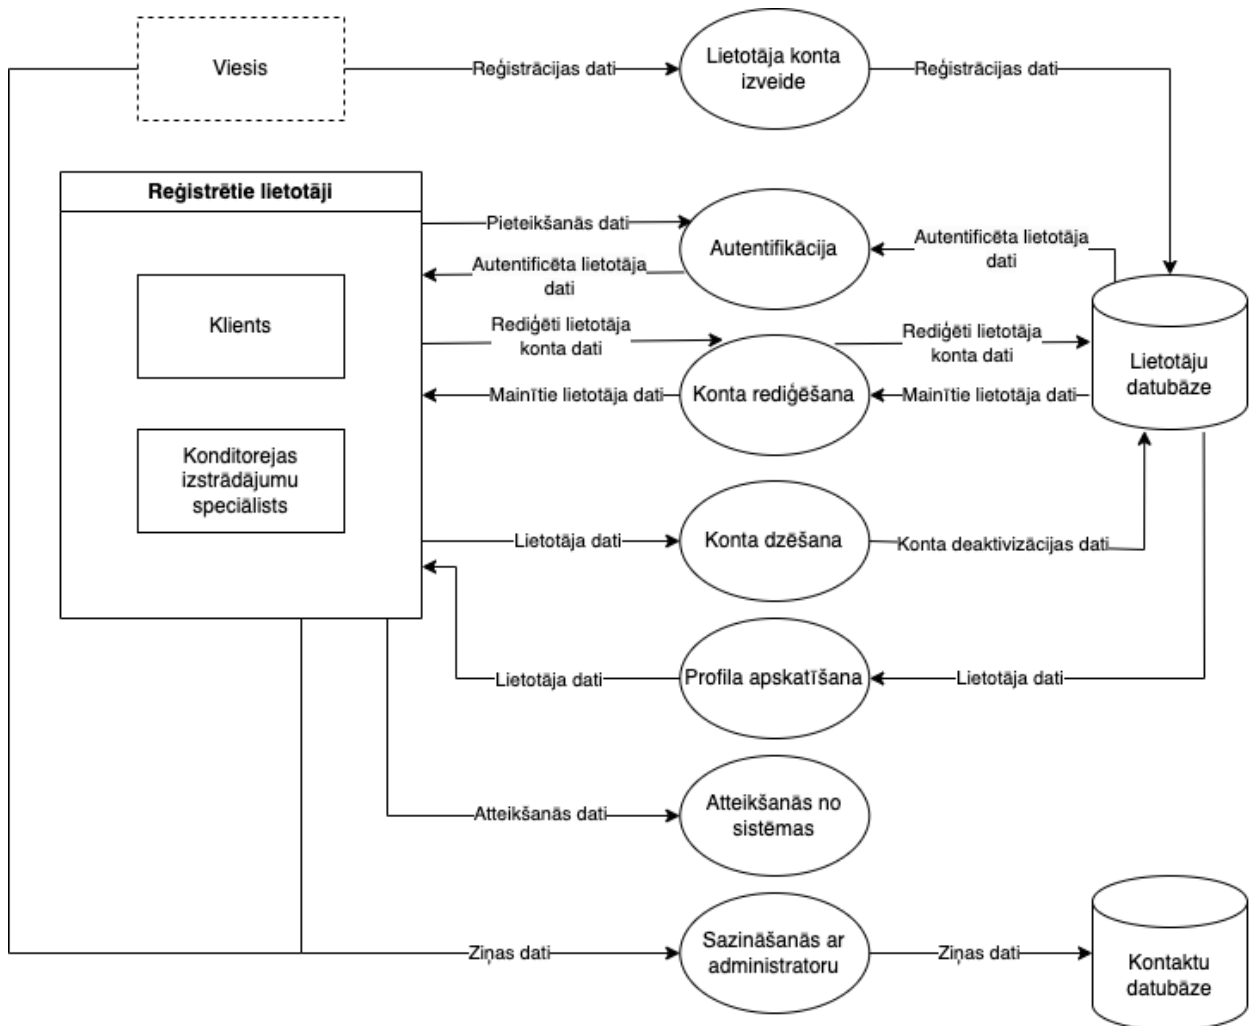 Viesis
Reģistrācijas dati
Lietotāja konta
izveide
Reģistrācijas dati
Reģistrētie lietotāji
Pieteikšanās dati
Autentifikācija
Autentificēta lietotāja
dati
Autentificēta lietotāja
dati
Klients
Rediģēti lietotāja
konta dati
Rediģēti lietotāja
konta dati
Lietotāju
datubāze
Mainītie lietotāja dati
Konta rediģēšana
Mainītie lietotāja dati
Konditorejas
izstrādājumu
speciālists
Lietotāja dati
Konta dzēšana
Konta deaktivizācijas dati
Lietotāja dati
Profila apskatīšana
Lietotāja dati
Atteikšanās dati
Atteikšanās no
sistēmas
Ziņas dati
Sazināšanās ar
administratoru
Ziņas dati
Kontaktu
datubāze